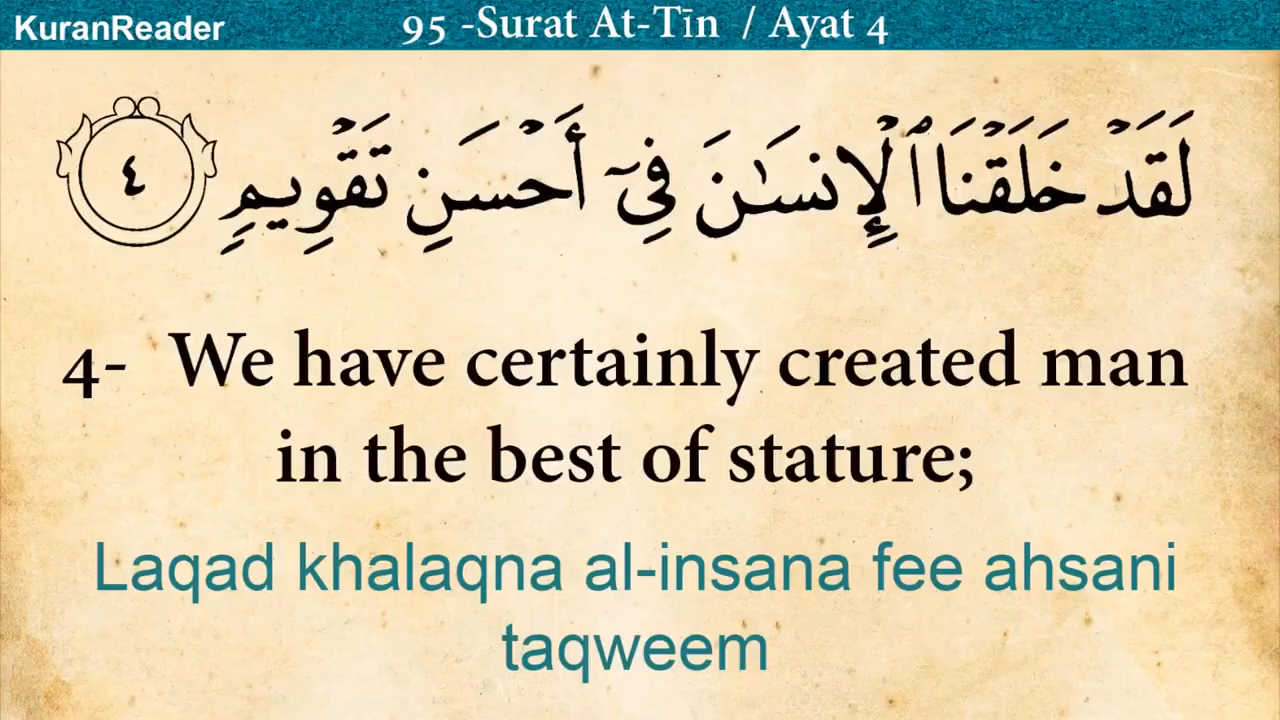 KuranReader
95 -Surat At-Tīn / Ayat 4
لَقَدۡ خَلَقۡنَا ٱلۡإِنسَٰنَ فِيٓ أَحۡسَنِ تَقۡوِيمٖ ٤
4- We have certainly created man
in the best of stature;
Laqad khalaqna al-insana fee ahsani
taqweem